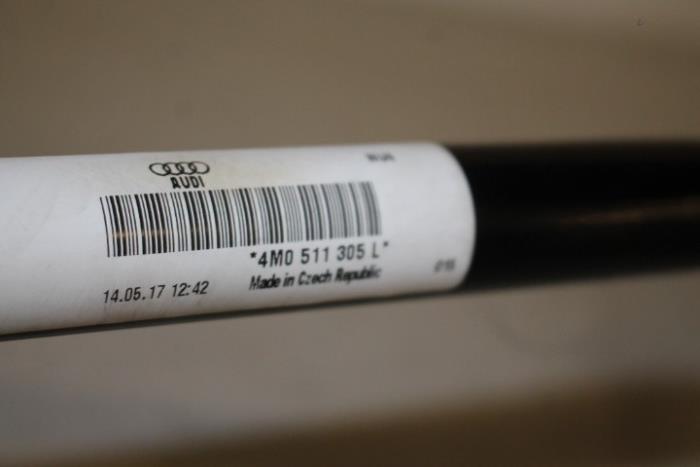 AUDI
*4M0 511 305 L*
14.05.17 12:42
Made in Czech Republic